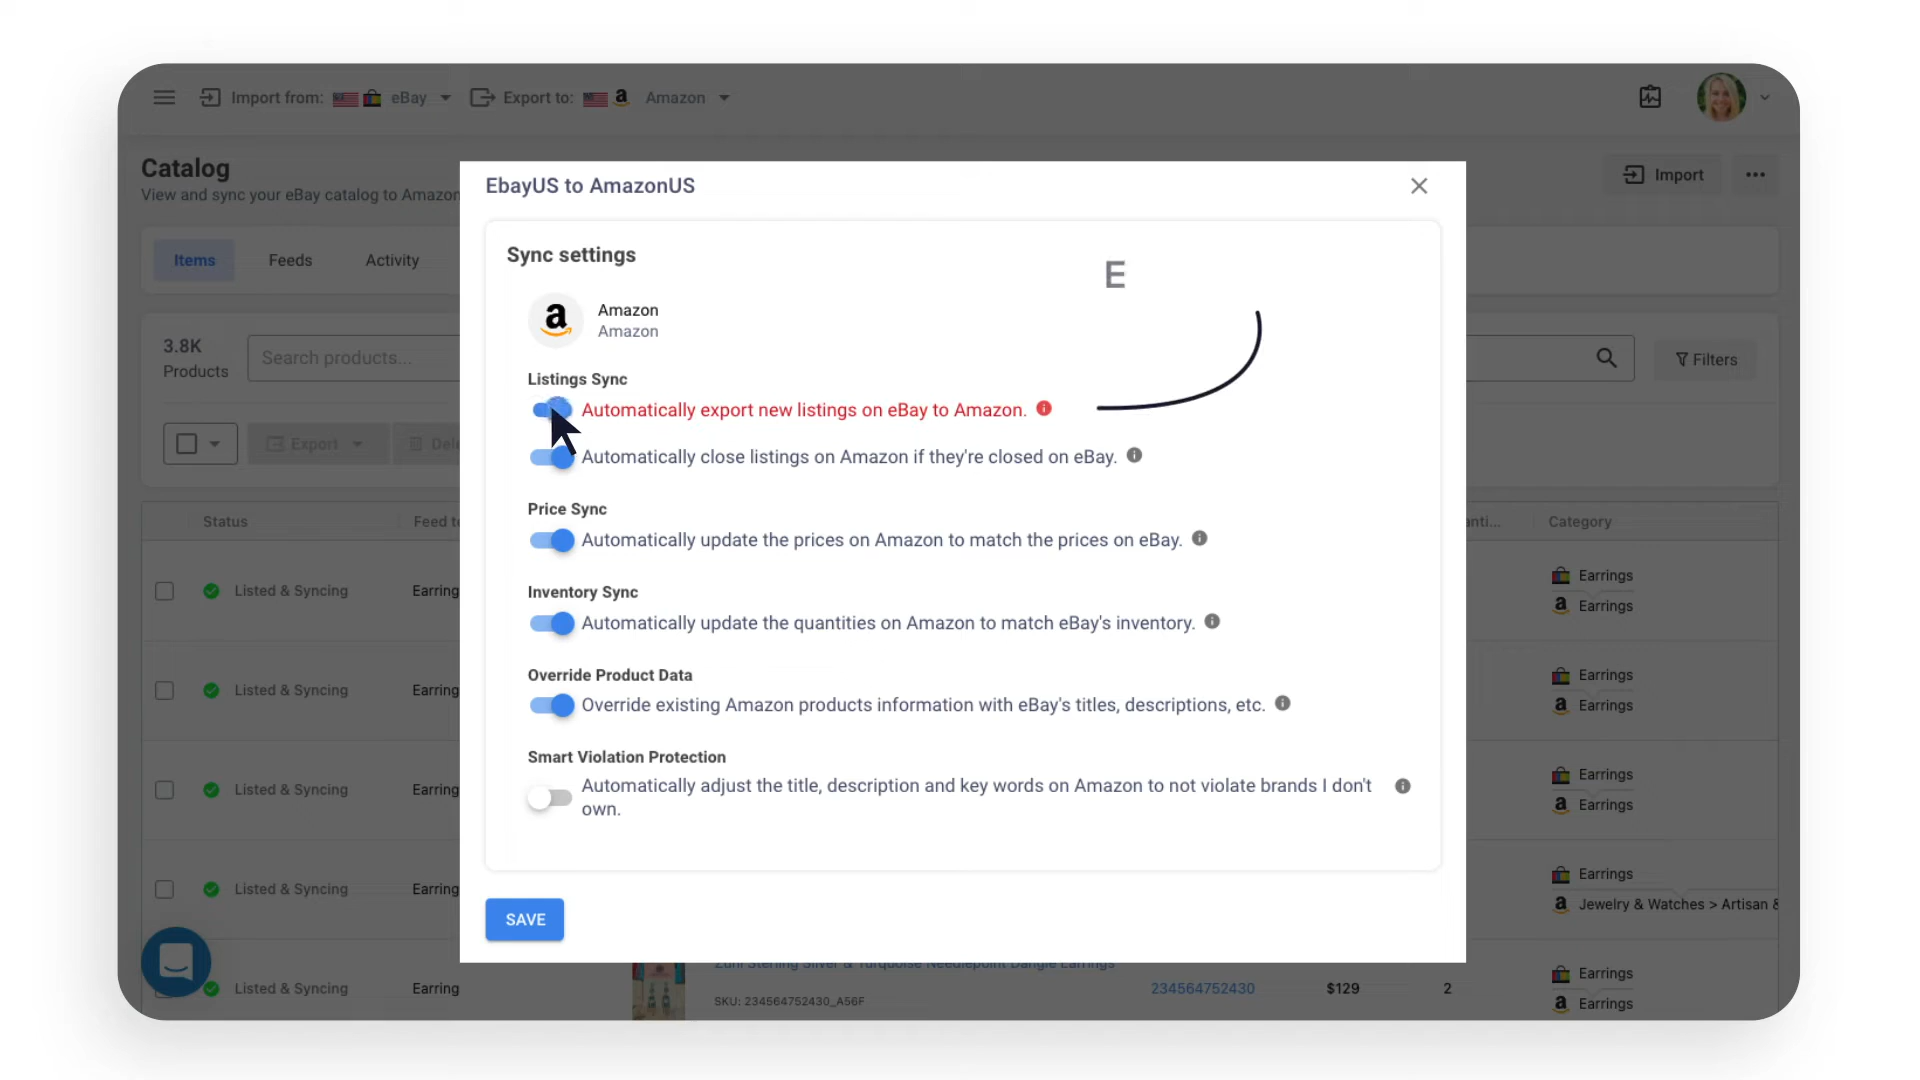 Import from:
eBay
Export to:
Amazon
Catalog
View and sync your eBay catalog to Amazon
Import
Items
Feeds
Activity
3.8K
Products
Search products...
Filters
Export
Status
Category
EbayUS to AmazonUS
Sync settings
E
Amazon
Amazon
Listings Sync
Automatically export new listings on eBay to Amazon.
Automatically close listings on Amazon if they're closed on eBay.
Price Sync
Automatically update the prices on Amazon to match the prices on eBay.
Inventory Sync
Automatically update the quantities on Amazon to match eBay's inventory.
Override Product Data
Override existing Amazon products information with eBay's titles, descriptions, etc.
Smart Violation Protection
Automatically adjust the title, description and key words on Amazon to not violate brands I don't
own.
SAVE
Listed & Syncing
Earring
Earrings
Earrings
Listed & Syncing
Earring
Earrings
Earrings
Listed & Syncing
Earring
Earrings
Earrings
Listed & Syncing
Earring
Earrings
Jewelry & Watches > Artisan &
Zuni Sterling Silver & Turquoise Needlepoint Dangle Earrings
Listed & Syncing
Earring
SKU: 234564752430_A56F
234564752430
$129
2
Earrings
Earrings